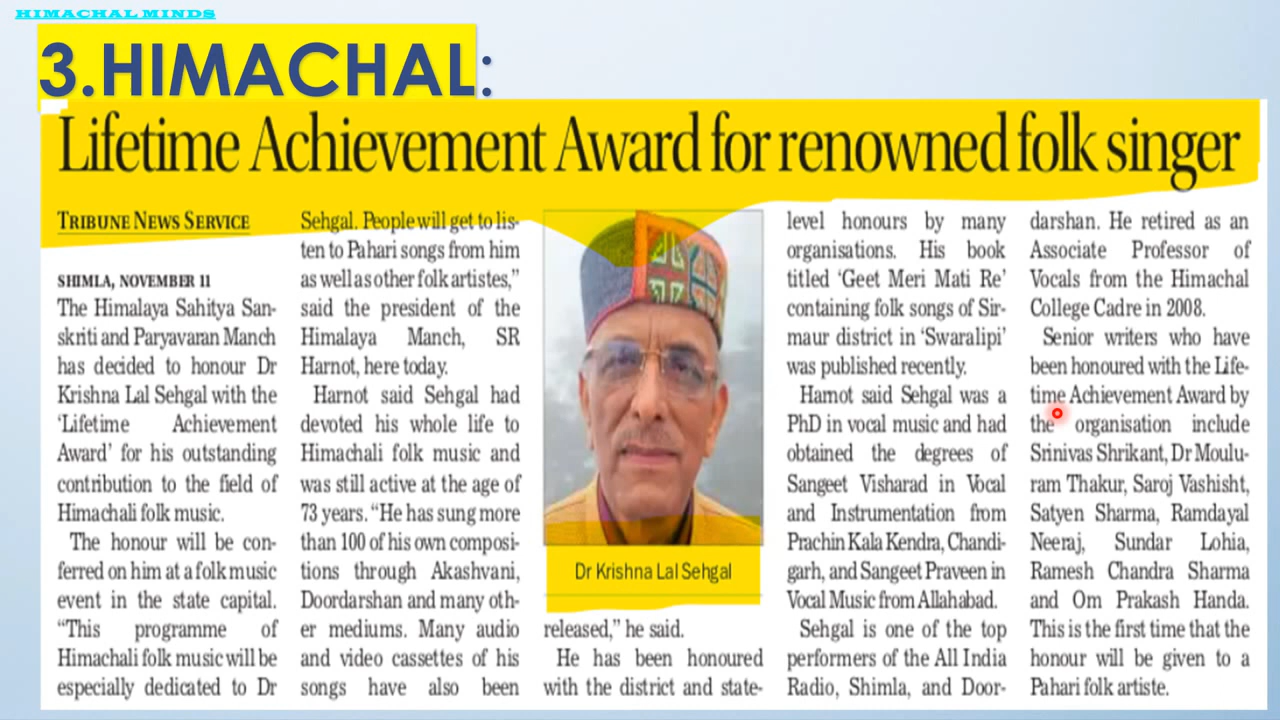 HIMACHAL MINDS
3.HIMACHAL:
Lifetime Achievement Award for renowned folk singer
TRIBUNE NEWS SERVICE
SHIMLA, NOVEMBER 11
The Himalaya Sahitya San-
skriti and Paryavaran Manch
has decided to honour Dr
Krishna Lal Sehgal with the
‘Lifetime Achievement
Award’ for his outstanding
contribution to the field of
Himachali folk music.
The honour will be con-
ferred on him at a folk music
event in the state capital.
“This programme of
Himachali folk music will be
especially dedicated to Dr
Sehgal. People will get to lis-
ten to Pahari songs from him
as well as other folk artistes,”
said the president of the
Himalaya Manch, SR
Harnot, here today.
Harnot said Sehgal had
devoted his whole life to
Himachali folk music and
was still active at the age of
73 years. “He has sung more
than 100 of his own composi-
tions through Akashvani,
Doordarshan and many oth-
er mediums. Many audio
and video cassettes of his
songs have also been
Dr Krishna Lal Sehgal
released,” he said.
He has been honoured
with the district and state-
level honours by many
organisations. His book
titled ‘Geet Meri Mati Re’
containing folk songs of Sir-
maur district in ‘Swaralipi’
was published recently.
Harnot said Sehgal was a
PhD in vocal music and had
obtained the degrees of
Sangeet Visharad in Vocal
and Instrumentation from
Prachin Kala Kendra, Chandi-
garh, and Sangeet Praveen in
Vocal Music from Allahabad.
Sehgal is one of the top
performers of the All India
Radio, Shimla, and Door-
darshan. He retired as an
Associate Professor of
Vocals from the Himachal
College Cadre in 2008.
Senior writers who have
been honoured with the Life-
time Achievement Award by
the organisation include
Srinivas Shrikant, Dr Moulu-
ram Thakur, Saroj Vashisht,
Satyen Sharma, Ramdayal
Neeraj, Sundar Lohia,
Ramesh Chandra Sharma
and Om Prakash Handa.
This is the first time that the
honour will be given to a
Pahari folk artiste.